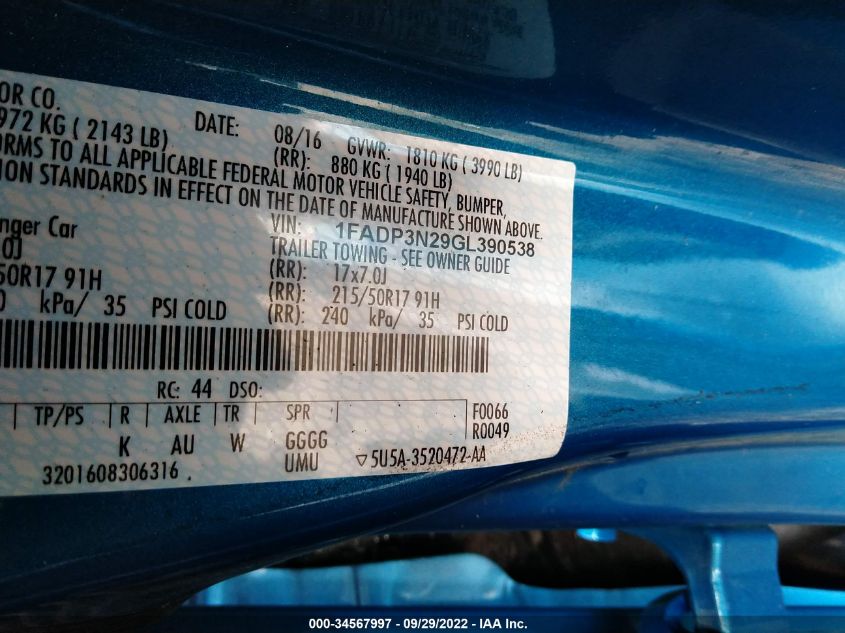 OR CO.
DATE: 08/16 GVWR: 1810 KG ( 3990 LB)
972 KG ( 2143 LB) (RR): 880 KG ( 1940 LB)
ORMS TO ALL APPLICABLE FEDERAL MOTOR VEHICLE SAFETY, BUMPER,
ION STANDARDS IN EFFECT ON THE DATE OF MANUFACTURE SHOWN ABOVE.
VIN: 1FADP3N29GL390538
nger Car TRAILER TOWING - SEE OWNER GUIDE
0J (RR): 17x7.0J
50R17 91H (RR): 215/50R17 91H
0 kPa/ 35 PSI COLD (RR): 240 kPa/ 35 PSI COLD
RC: 44 DSO:
TP/PS R AXLE TR SPR F0066
R0049
K AU W GGGG
UMU ▽5U5A-3520472-AA
3201608306316
000-34567997 - 09/29/2022 - IAA Inc.